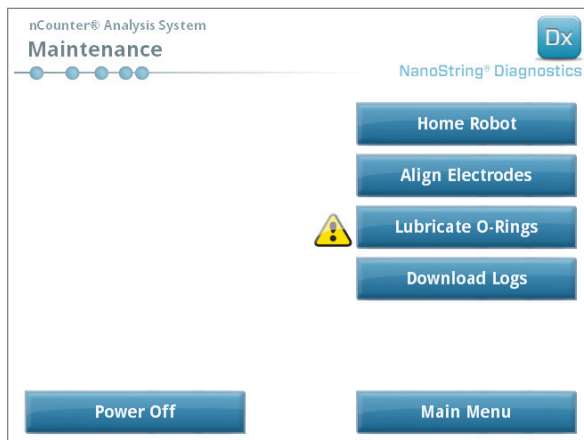 nCounter® Analysis System
Maintenance
Dx
NanoString® Diagnostics
Home Robot
Align Electrodes
Lubricate O-Rings
Download Logs
Power Off
Main Menu